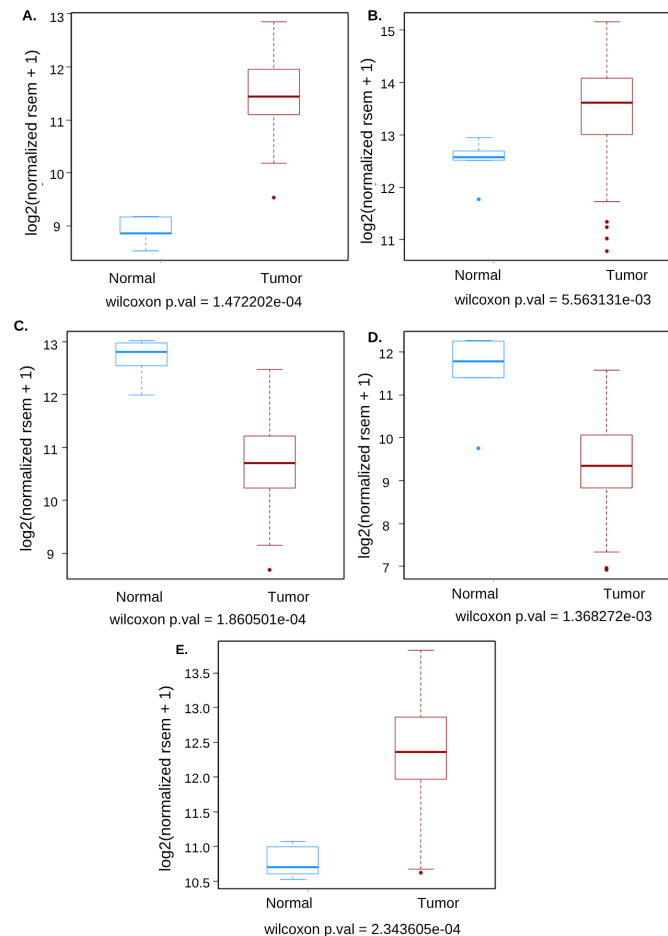 A.
log2(normalized rsem + 1)
13
12
11
10
9
Normal Tumor
wilcoxon p.val = 1.472202e-04
B.
log2(normalized rsem + 1)
15
14
13
12
11
Normal Tumor
wilcoxon p.val = 5.563131e-03
C.
log2(normalized rsem + 1)
13
12
11
10
9
Normal Tumor
wilcoxon p.val = 1.860501e-04
D.
log2(normalized rsem + 1)
12
11
10
9
8
7
Normal Tumor
wilcoxon p.val = 1.368272e-03
E.
log2(normalized rsem + 1)
13.5
13.0
12.5
12.0
11.5
11.0
10.5
Normal Tumor
wilcoxon p.val = 2.343605e-04